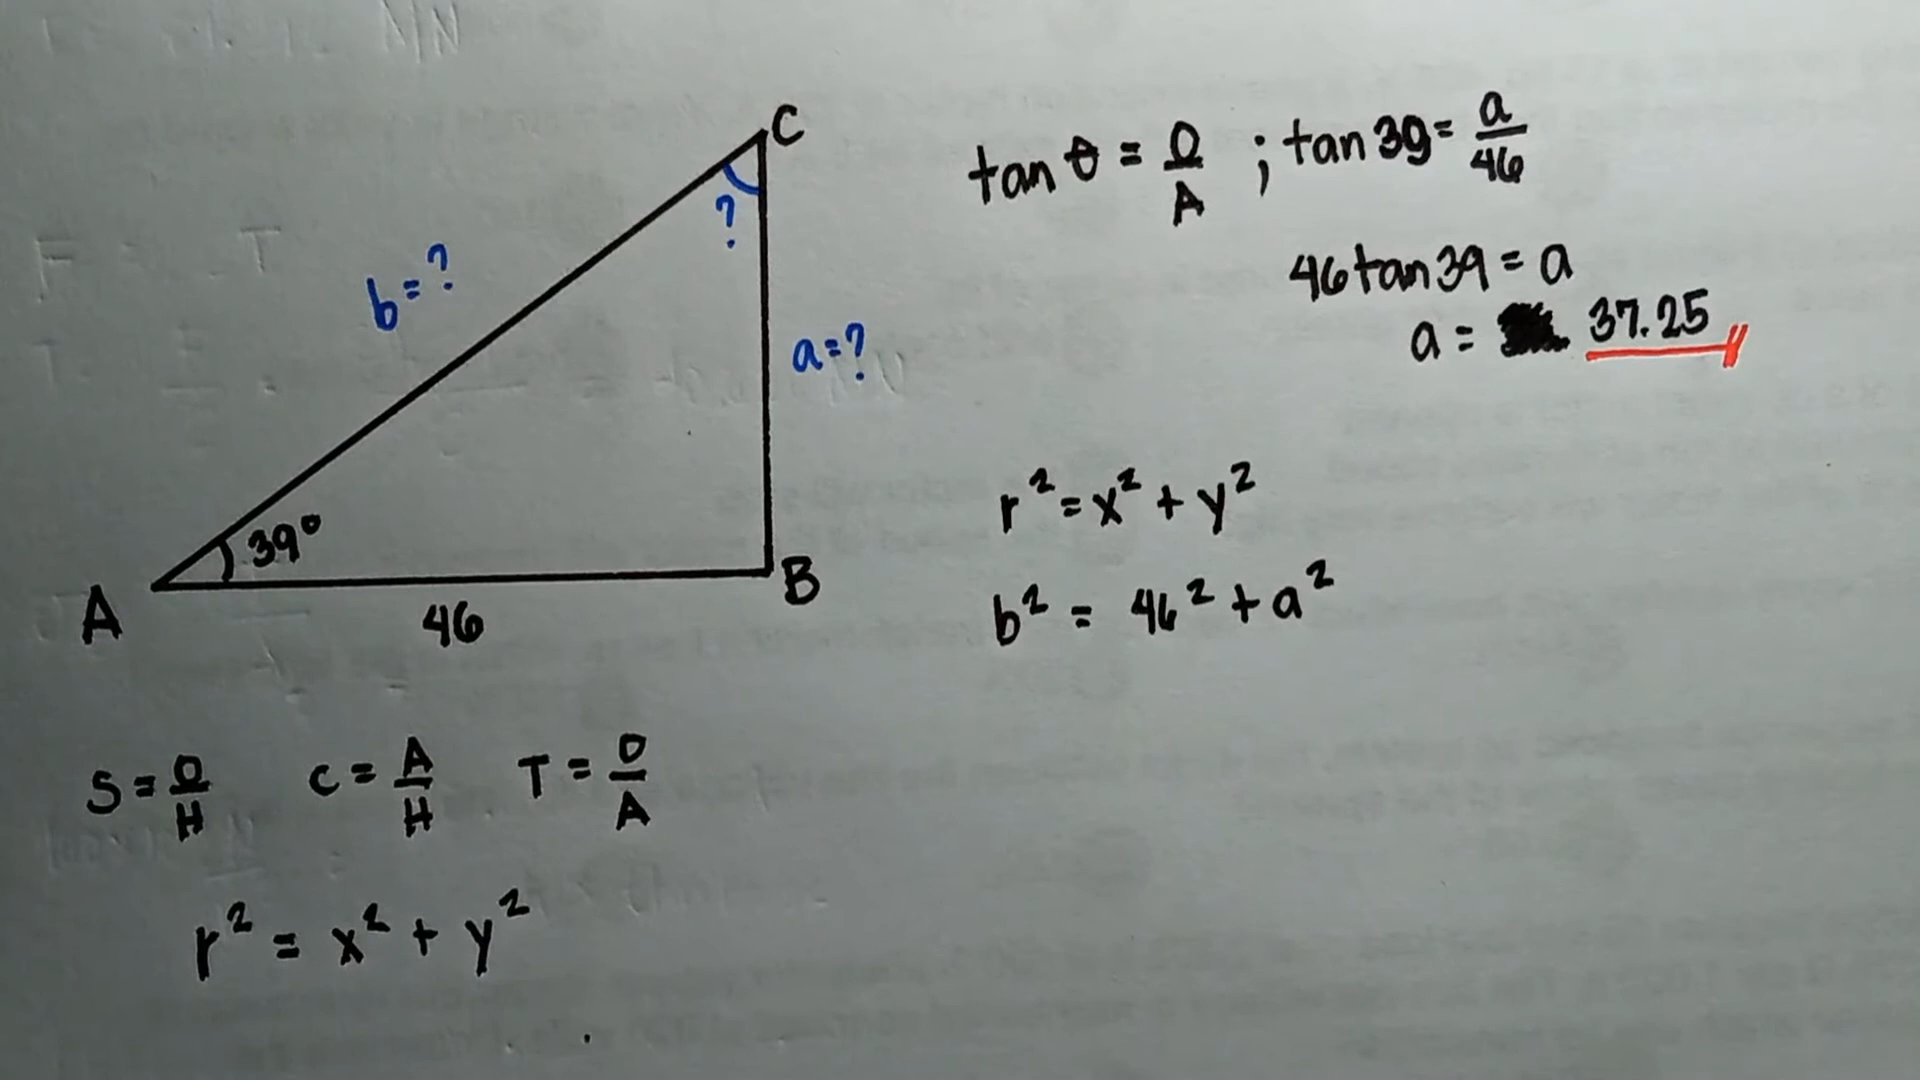 C
?
b=?
a=?
39°
A
B
46
S = O/H   C = A/H   T = O/A
r² = x² + y²
tan θ = O/A ; tan 39 = a/46
46 tan 39 = a
a = 37.25
r² = x² + y²
b² = 46² + a²